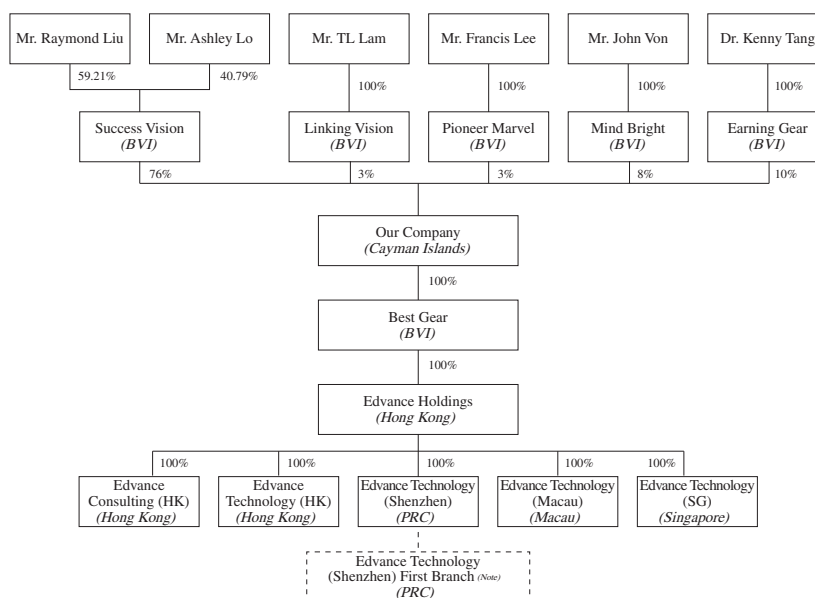 Mr. Raymond Liu
Mr. Ashley Lo
Mr. TL Lam
Mr. Francis Lee
Mr. John Von
Dr. Kenny Tang
59.21%
40.79%
100%
100%
100%
100%
Success Vision
(BVI)
Linking Vision
(BVI)
Pioneer Marvel
(BVI)
Mind Bright
(BVI)
Earning Gear
(BVI)
76%
3%
3%
8%
10%
Our Company
(Cayman Islands)
100%
Best Gear
(BVI)
100%
Edvance Holdings
(Hong Kong)
100%
100%
100%
100%
100%
Edvance
Consulting (HK)
(Hong Kong)
Edvance
Technology (HK)
(Hong Kong)
Edvance Technology
(Shenzhen)
(PRC)
Edvance Technology
(Macau)
(Macau)
Edvance Technology
(SG)
(Singapore)
Edvance Technology
(Shenzhen) First Branch (Note)
(PRC)